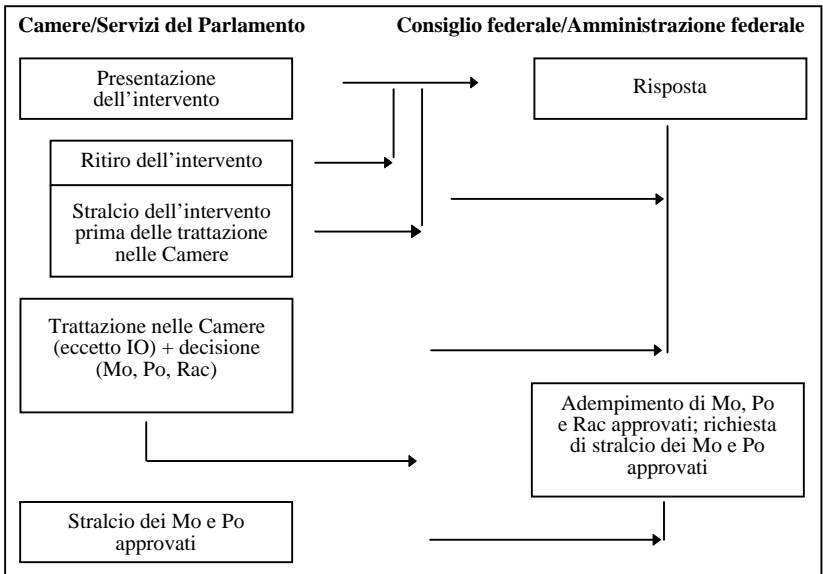 Camere/Servizi del Parlamento
Consiglio federale/Amministrazione federale
Presentazione
dell’intervento
Risposta
Ritiro dell’intervento
Stralcio dell’intervento
prima delle trattazione
nelle Camere
Trattazione nelle Camere
(eccetto IO) + decisione
(Mo, Po, Rac)
Adempimento di Mo, Po
e Rac approvati; richiesta
di stralcio dei Mo e Po
approvati
Stralcio dei Mo e Po
approvati